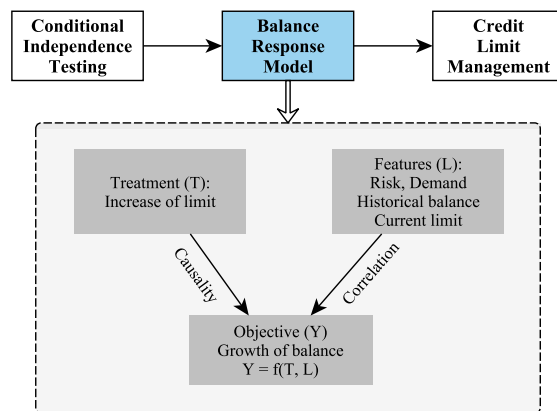 Conditional
Independence
Testing
Balance
Response
Model
Credit
Limit
Management
Treatment (T):
Increase of limit
Features (L):
Risk, Demand
Historical balance
Current limit
Causality
Correlation
Objective (Y)
Growth of balance
Y = f(T, L)